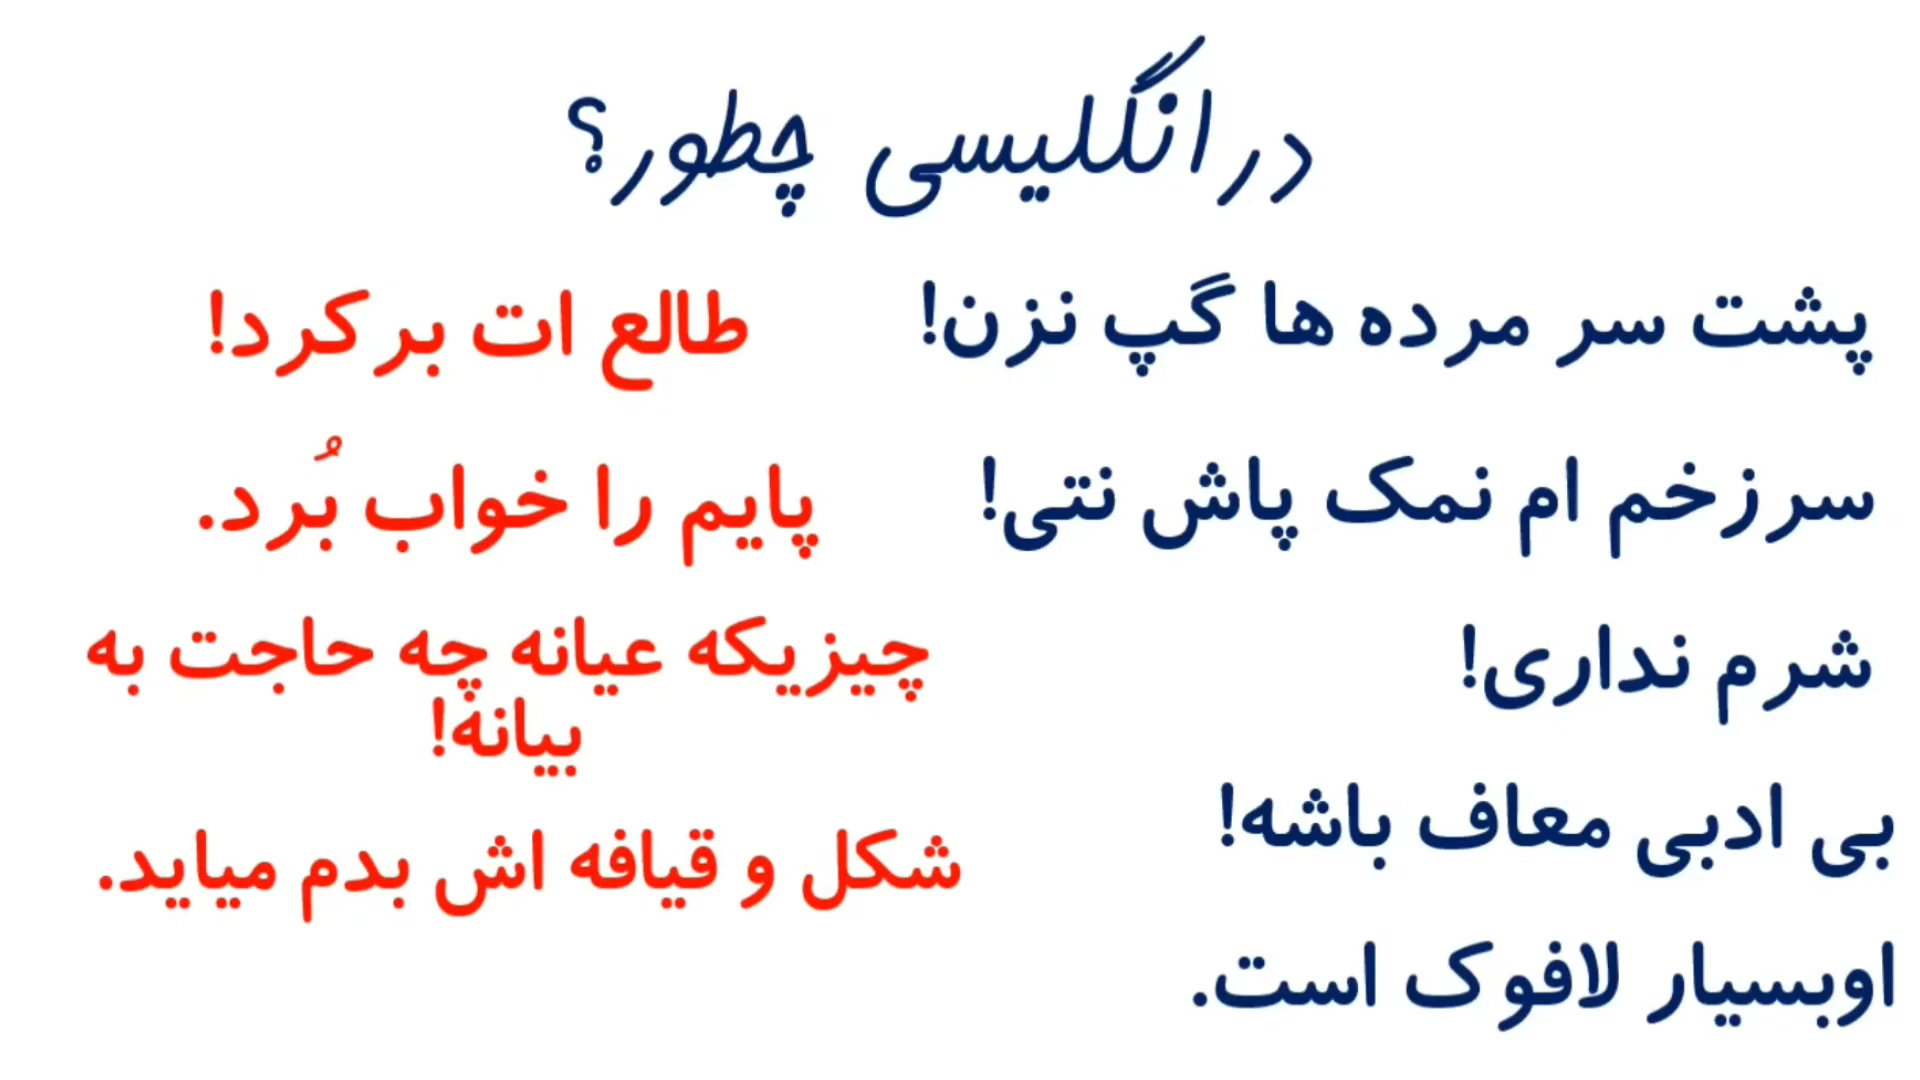 در انگلیسی چطور؟
پشت سر مرده ها گپ نزن!
سرزخم ام نمک پاش نتی!
شرم نداری!
بی ادبی معاف باشه!
اوبسیار لافوک است.
طالع ات برکرد!
پایم را خواب بُرد.
چیزیکه عیانه چه حاجت به
بیانه!
شکل و قیافه اش بدم میاید.